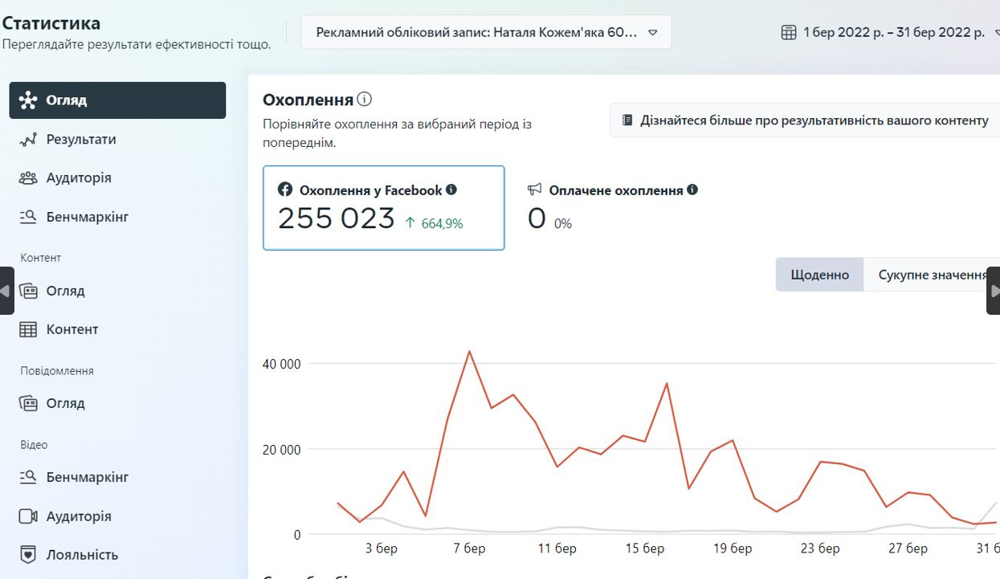 Статистика
Переглядайте результати ефективності тощо.
Рекламний обліковий запис: Наталя Кожем'яка 60...
1 бер 2022 р. – 31 бер 2022 р.
Огляд
Результати
Аудиторія
Бенчмаркінг
Контент
Огляд
Контент
Повідомлення
Огляд
Відео
Бенчмаркінг
Аудиторія
Лояльність
Охоплення
Порівняйте охоплення за вибраний період із
попереднім.
Дізнайтеся більше про результативність вашого контенту
Охоплення у Facebook
255 023 ↑ 664,9%
Оплачене охоплення
0 0%
Щоденно
Сукупне значення
40 000
20 000
0
3 бер 7 бер 11 бер 15 бер 19 бер 23 бер 27 бер 31 б